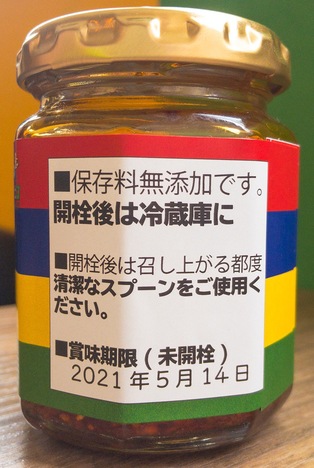 ■保存料無添加です。
開栓後は冷蔵庫に
■開栓後は召し上がる都度
清潔なスプーンをご使用く
ださい。
■賞味期限(未開栓)
2021年5月14日